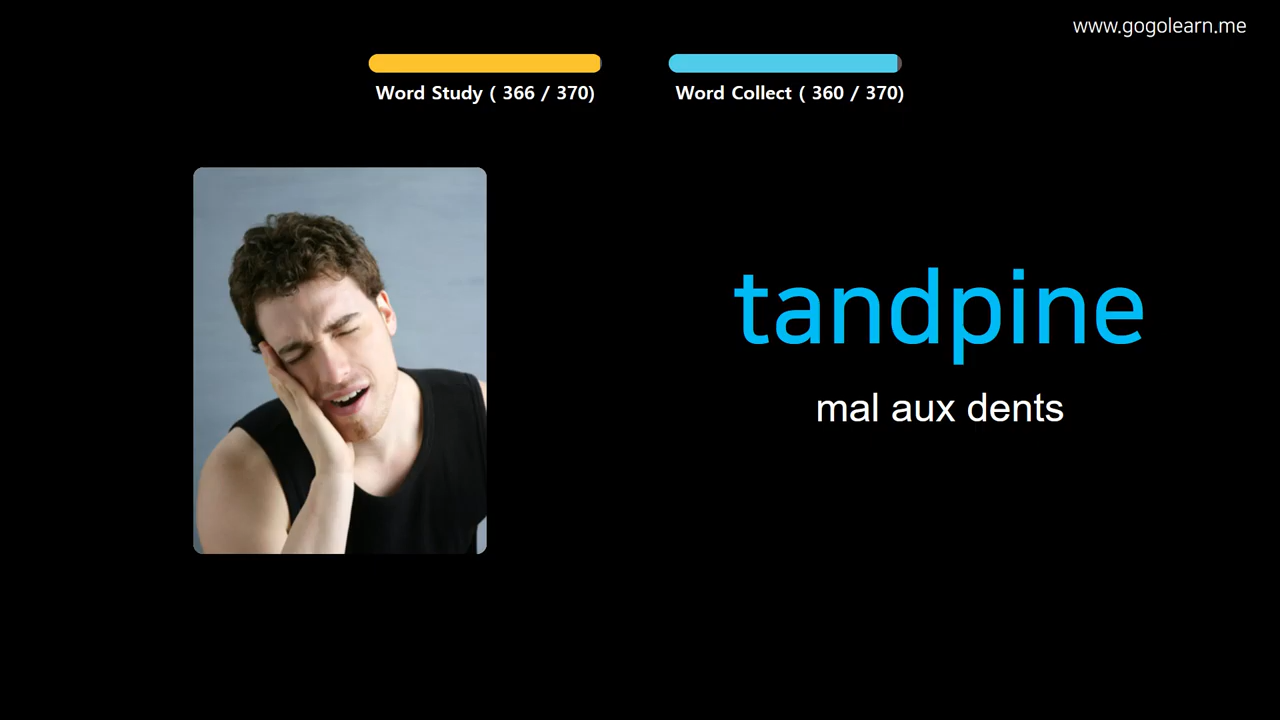 www.gogolearn.me
Word Study ( 366 / 370)
Word Collect ( 360 / 370)
tandpine
mal aux dents